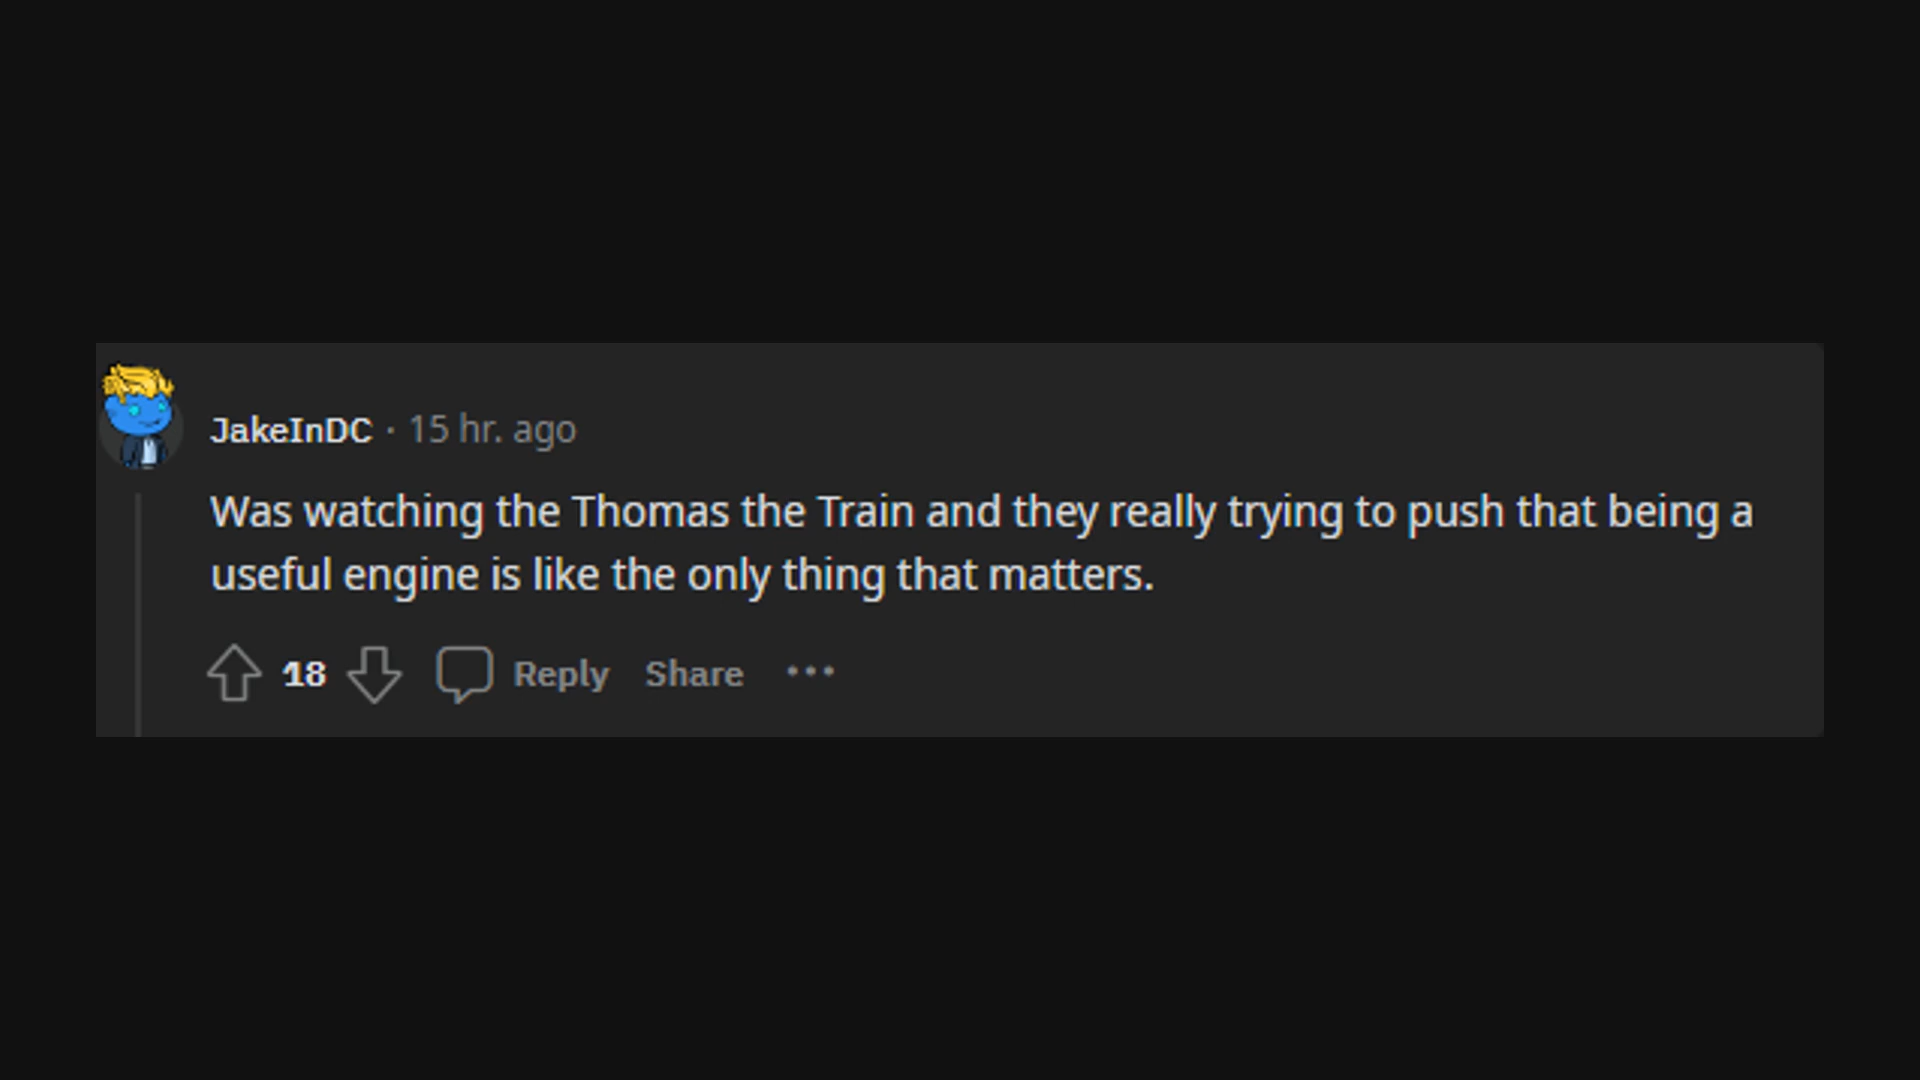 JakeInDC · 15 hr. ago
Was watching the Thomas the Train and they really trying to push that being a
useful engine is like the only thing that matters.
18 Reply Share ···